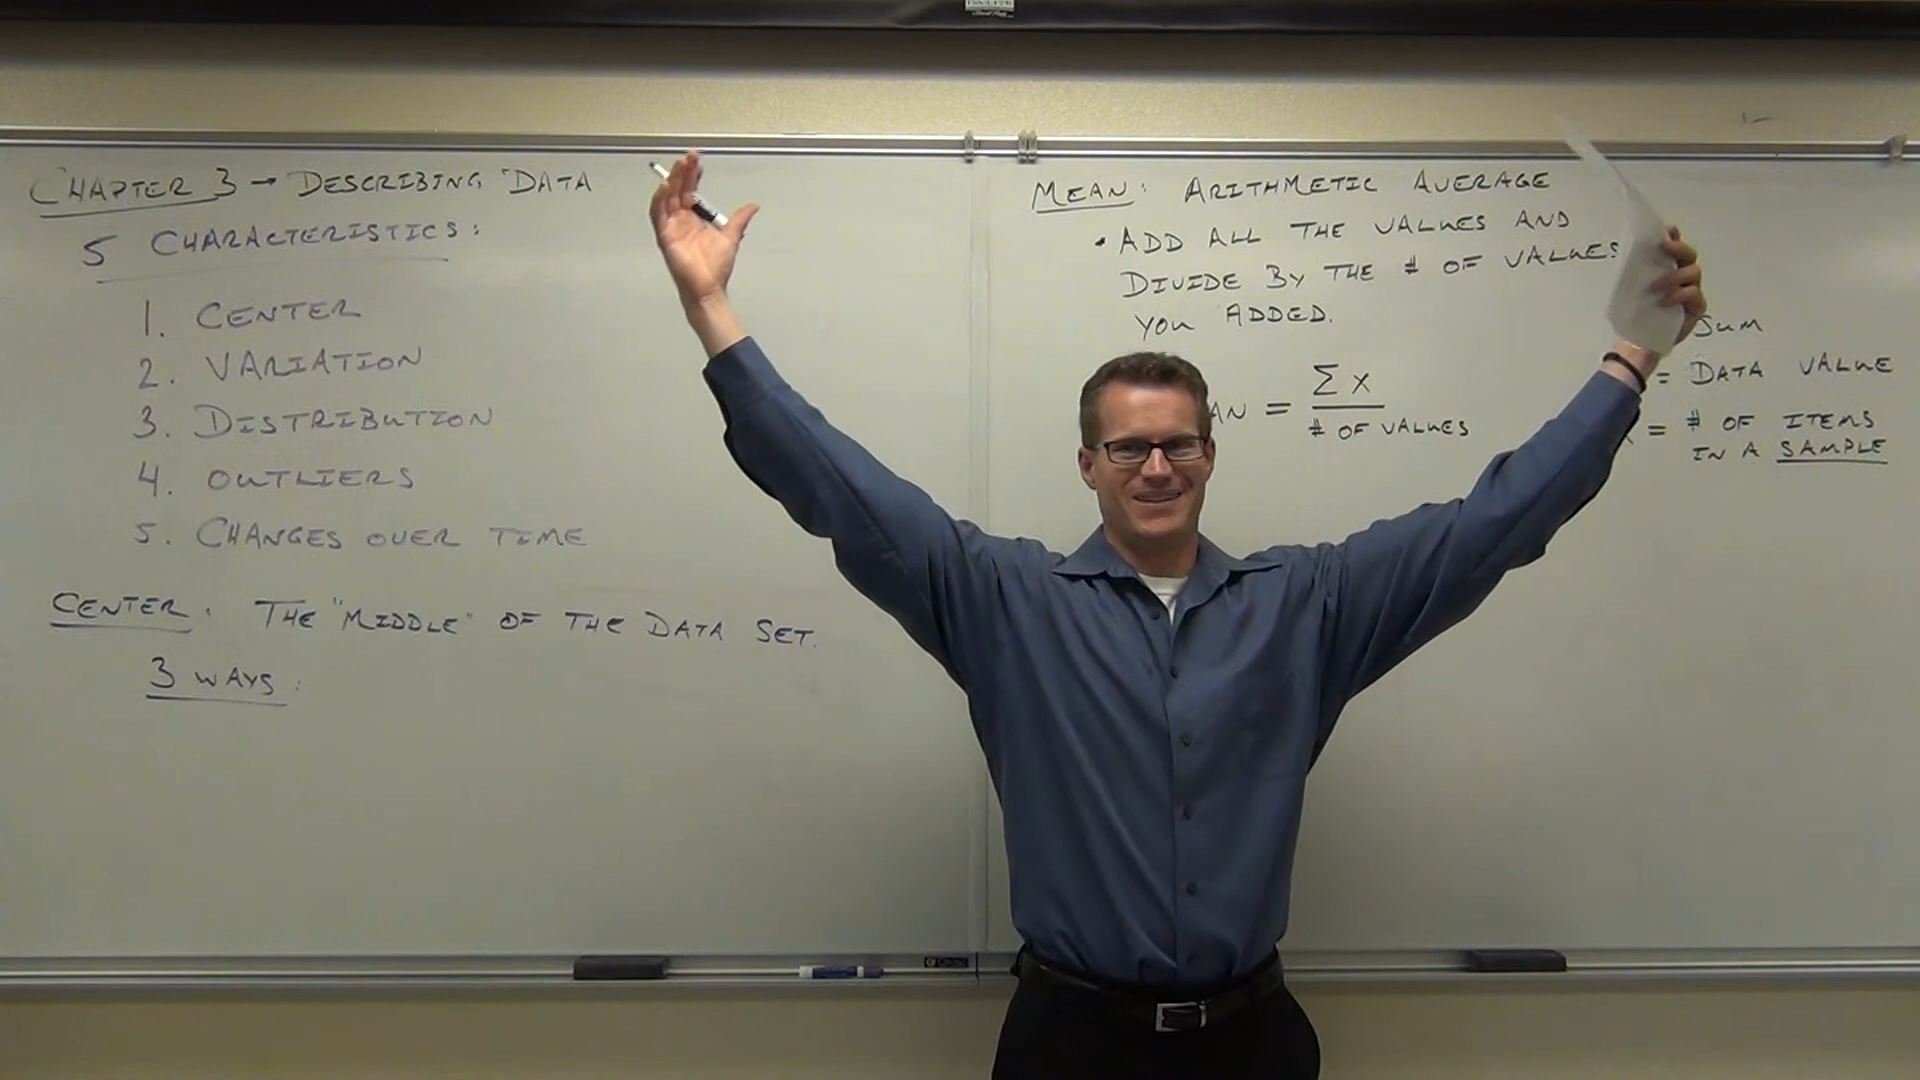 CHAPTER 3 → DESCRIBING DATA
5 CHARACTERISTICS:
1. CENTER
2. VARIATION
3. DISTRIBUTION
4. OUTLIERS
5. CHANGES OVER TIME
CENTER: THE "MIDDLE" OF THE DATA SET.
3 WAYS:
MEAN: ARITHMETIC AVERAGE
• ADD ALL THE VALUES AND
DIVIDE BY THE # OF VALUES
YOU ADDED.
AN = Σx
# OF VALUES
SUM
= DATA VALUE
= # OF ITEMS
IN A SAMPLE